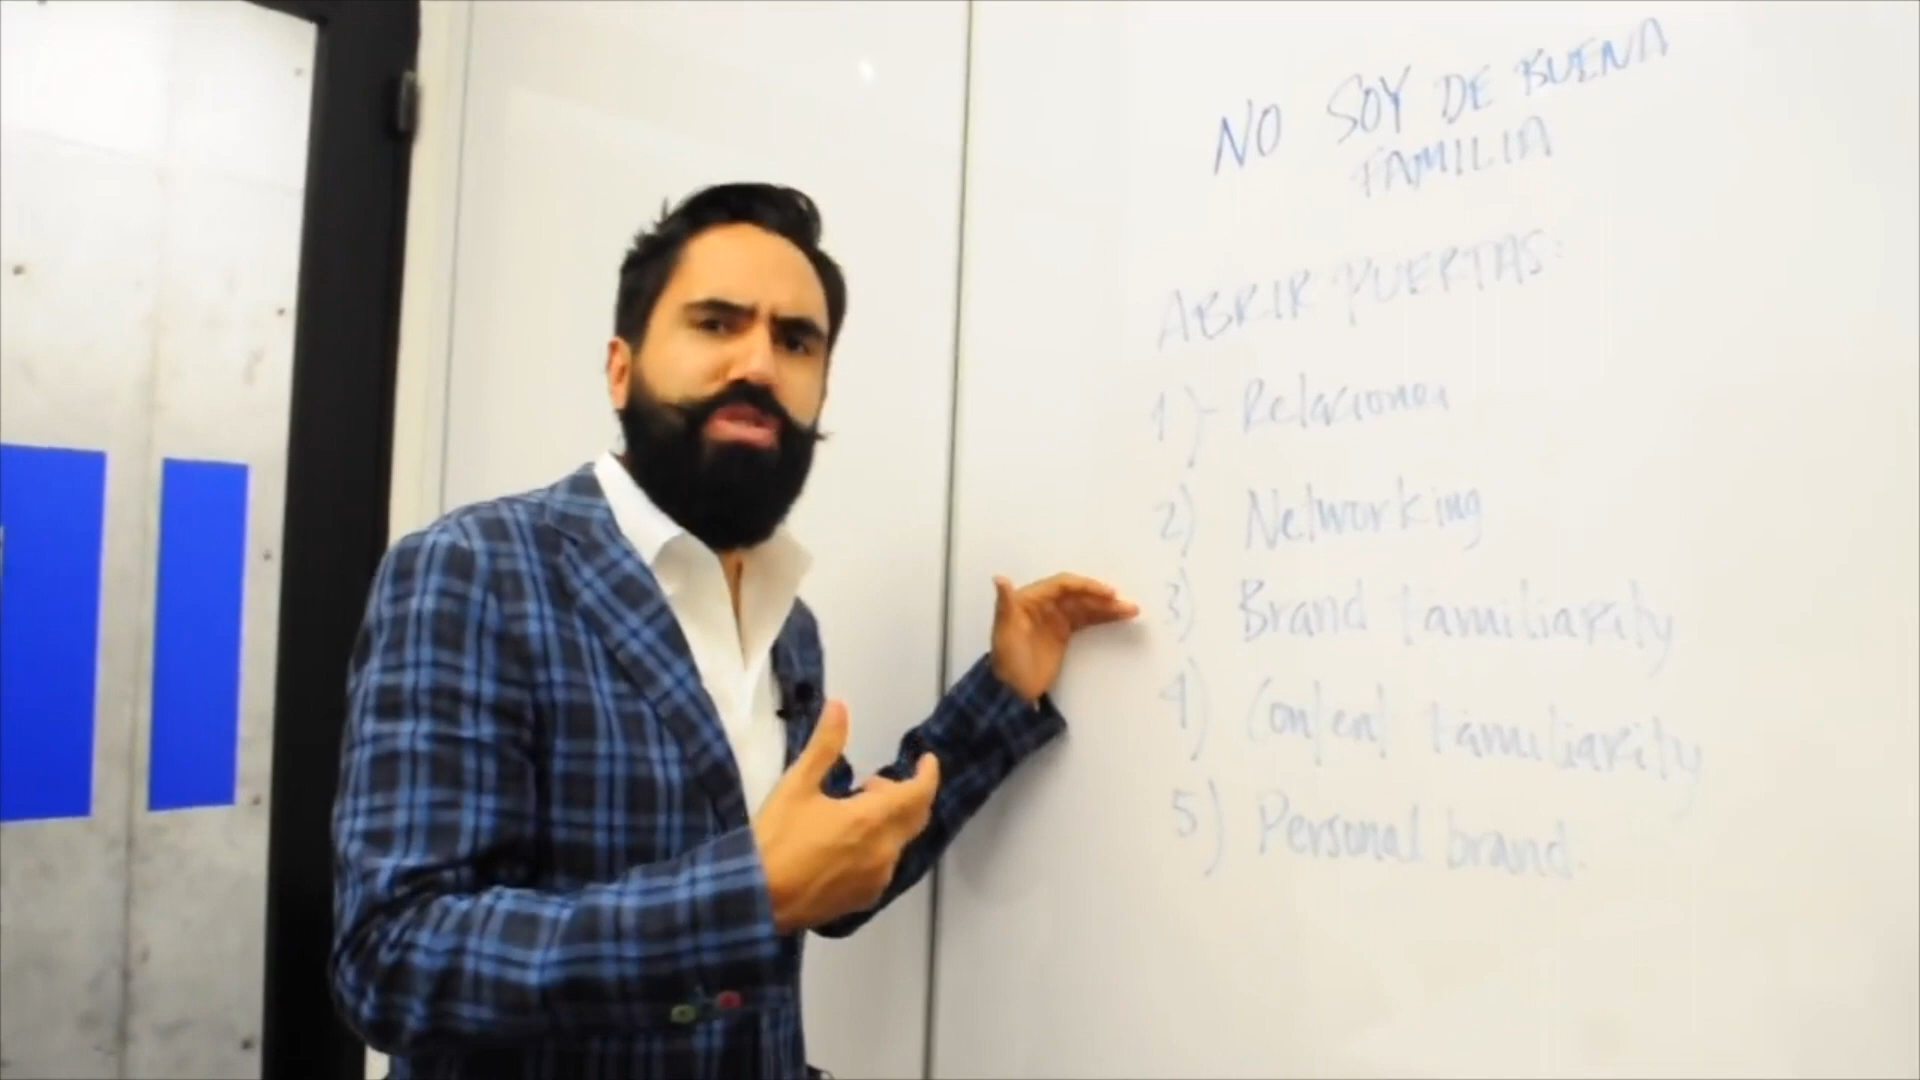 NO SOY DE BUENA
FAMILIA
ABRIR PUERTAS:
1)- Relaciones
2) Networking
3) Brand familiarity
4) Content familiarity
5) Personal brand.